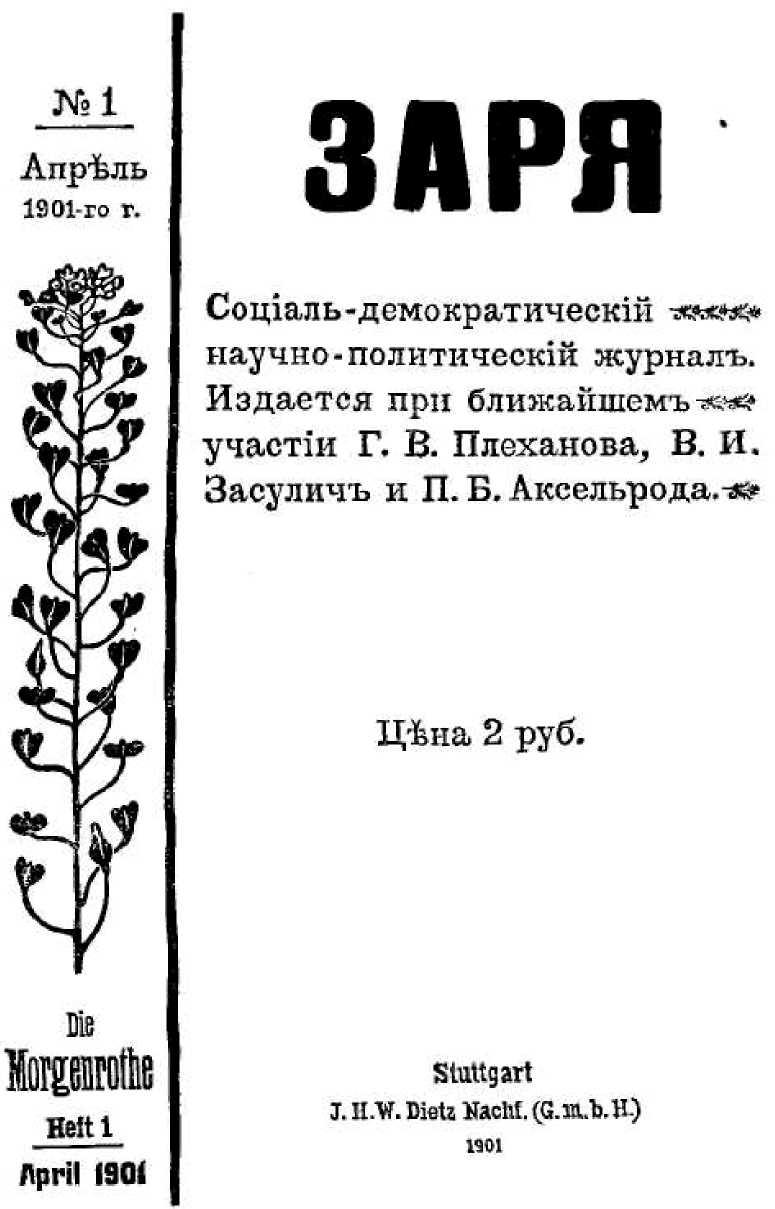 № 1
Апрѣль
1901-го г.
ЗАРЯ
Соціаль-демократическій
научно-политическій журналъ.
Издается при ближайшемъ
участіи Г. В. Плеханова, В. И.
Засуличъ и П. Б. Аксельрода.
Цѣна 2 руб.
Die
Morgenrothe
Heft 1
April 1901
Stuttgart
J. H. W. Dietz Nachf. (G. m. b. H.)
1901